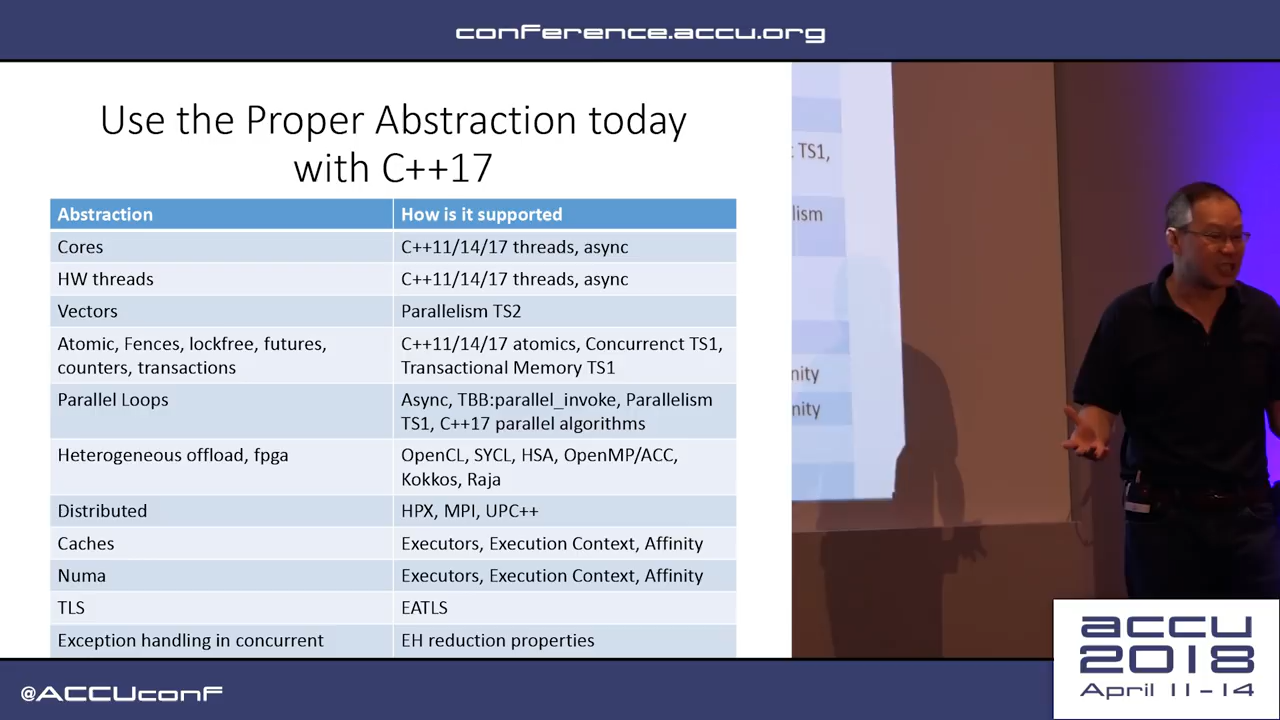 conference.accu.org
Use the Proper Abstraction today
with C++17
Abstraction
How is it supported
Cores
C++11/14/17 threads, async
HW threads
C++11/14/17 threads, async
Vectors
Parallelism TS2
Atomic, Fences, lockfree, futures,
counters, transactions
C++11/14/17 atomics, Concurrenct TS1,
Transactional Memory TS1
Parallel Loops
Async, TBB:parallel_invoke, Parallelism
TS1, C++17 parallel algorithms
Heterogeneous offload, fpga
OpenCL, SYCL, HSA, OpenMP/ACC,
Kokkos, Raja
Distributed
HPX, MPI, UPC++
Caches
Executors, Execution Context, Affinity
Numa
Executors, Execution Context, Affinity
TLS
EATLS
Exception handling in concurrent
EH reduction properties
TS1,
lism
nity
nity
accu
2018
April 11-14
@ACCUconf